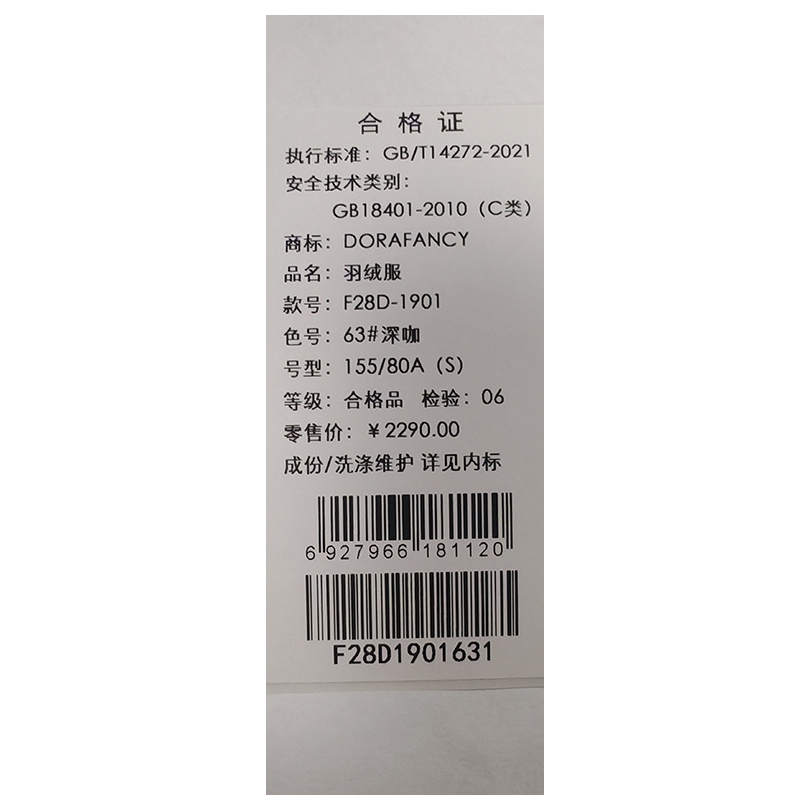 合格证
执行标准：GB/T14272-2021
安全技术类别：
GB18401-2010（C类）
商标：DORAFANCY
品名：羽绒服
款号：F28D-1901
色号：63#深咖
号型：155/80A（S）
等级：合格品 检验：06
零售价：￥2290.00
成份/洗涤维护 详见内标
6 927966 181120
F28D1901631